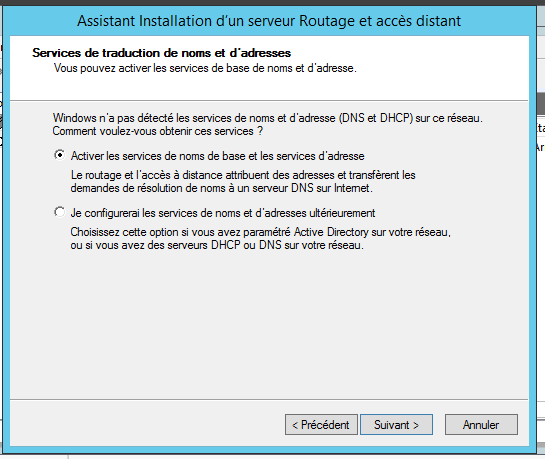 Assistant Installation d'un serveur Routage et accès distant
Services de traduction de noms et d'adresses
Vous pouvez activer les services de base de noms et d'adresse.
Windows n'a pas détecté les services de noms et d'adresse (DNS et DHCP) sur ce réseau.
Comment voulez-vous obtenir ces services ?
Activer les services de noms de base et les services d'adresse
Le routage et l'accès à distance attribuent des adresses et transfèrent les
demandes de résolution de noms à un serveur DNS sur Internet.
Je configurerai les services de noms et d'adresses ultérieurement
Choisissez cette option si vous avez paramétré Active Directory sur votre réseau,
ou si vous avez des serveurs DHCP ou DNS sur votre réseau.
< Précédent
Suivant >
Annuler